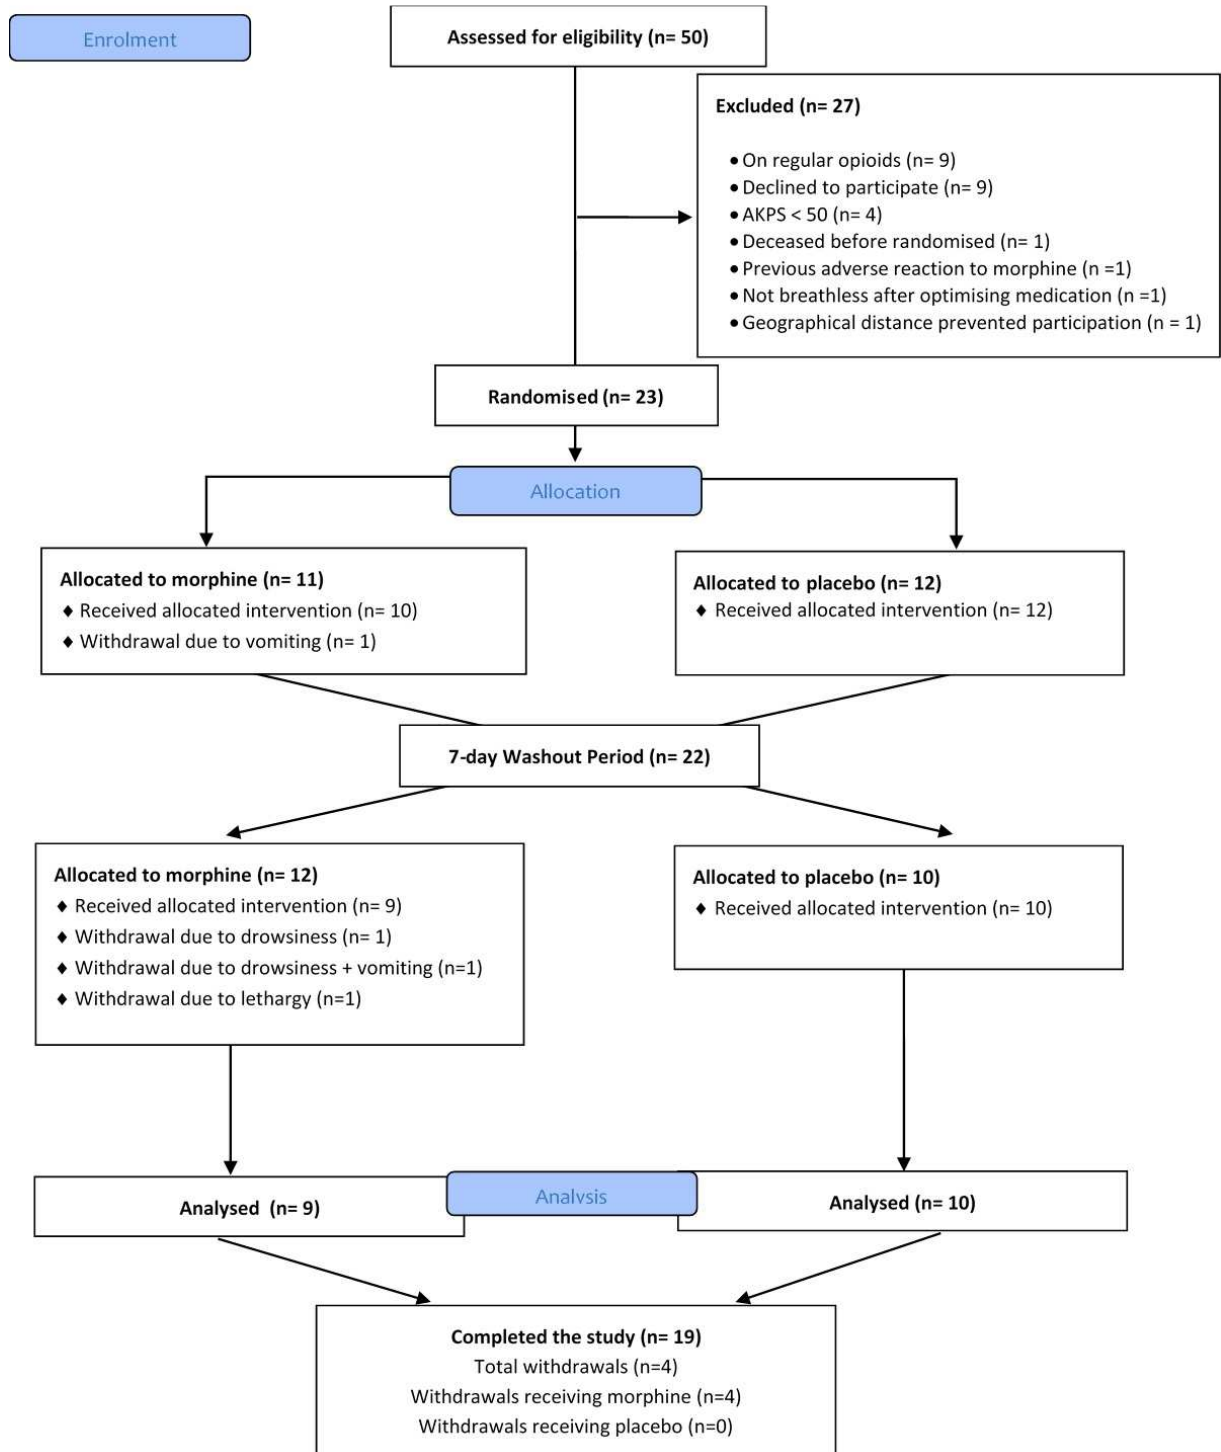 Enrolment
Assessed for eligibility (n= 50)
Excluded (n= 27)
• On regular opioids (n= 9)
• Declined to participate (n= 9)
• AKPS < 50 (n= 4)
• Deceased before randomised (n= 1)
• Previous adverse reaction to morphine (n =1)
• Not breathless after optimising medication (n =1)
• Geographical distance prevented participation (n = 1)
Randomised (n= 23)
Allocation
Allocated to morphine (n= 11)
♦ Received allocated intervention (n= 10)
♦ Withdrawal due to vomiting (n= 1)
Allocated to placebo (n= 12)
♦ Received allocated intervention (n= 12)
7-day Washout Period (n= 22)
Allocated to morphine (n= 12)
♦ Received allocated intervention (n= 9)
♦ Withdrawal due to drowsiness (n= 1)
♦ Withdrawal due to drowsiness + vomiting (n=1)
♦ Withdrawal due to lethargy (n=1)
Allocated to placebo (n= 10)
♦ Received allocated intervention (n= 10)
Analysed (n= 9)
Analysis
Analysed (n= 10)
Completed the study (n= 19)
Total withdrawals (n=4)
Withdrawals receiving morphine (n=4)
Withdrawals receiving placebo (n=0)